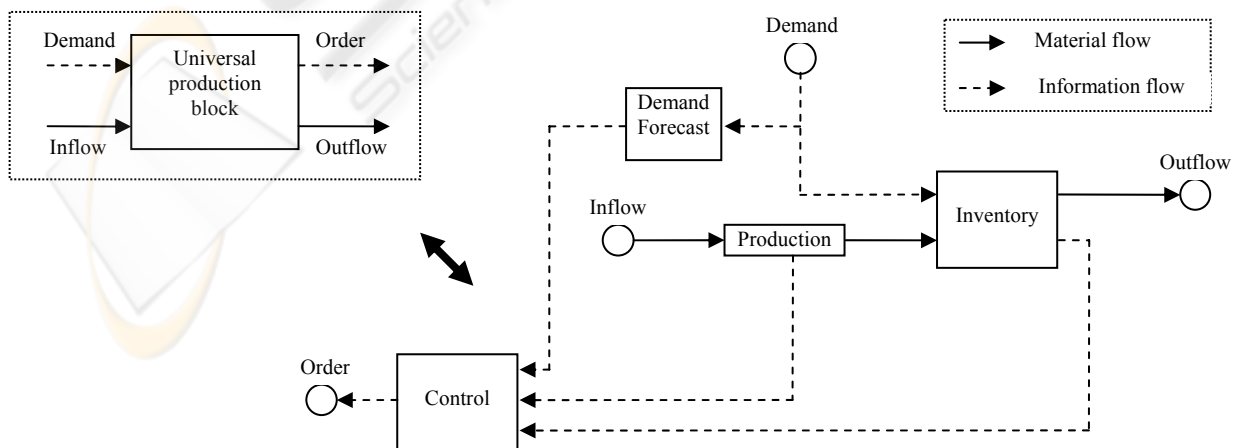 Demand
Order
Universal
production
block
Inflow
Outflow
Demand
Material flow
Information flow
Demand
Forecast
Outflow
Inflow
Production
Inventory
Order
Control